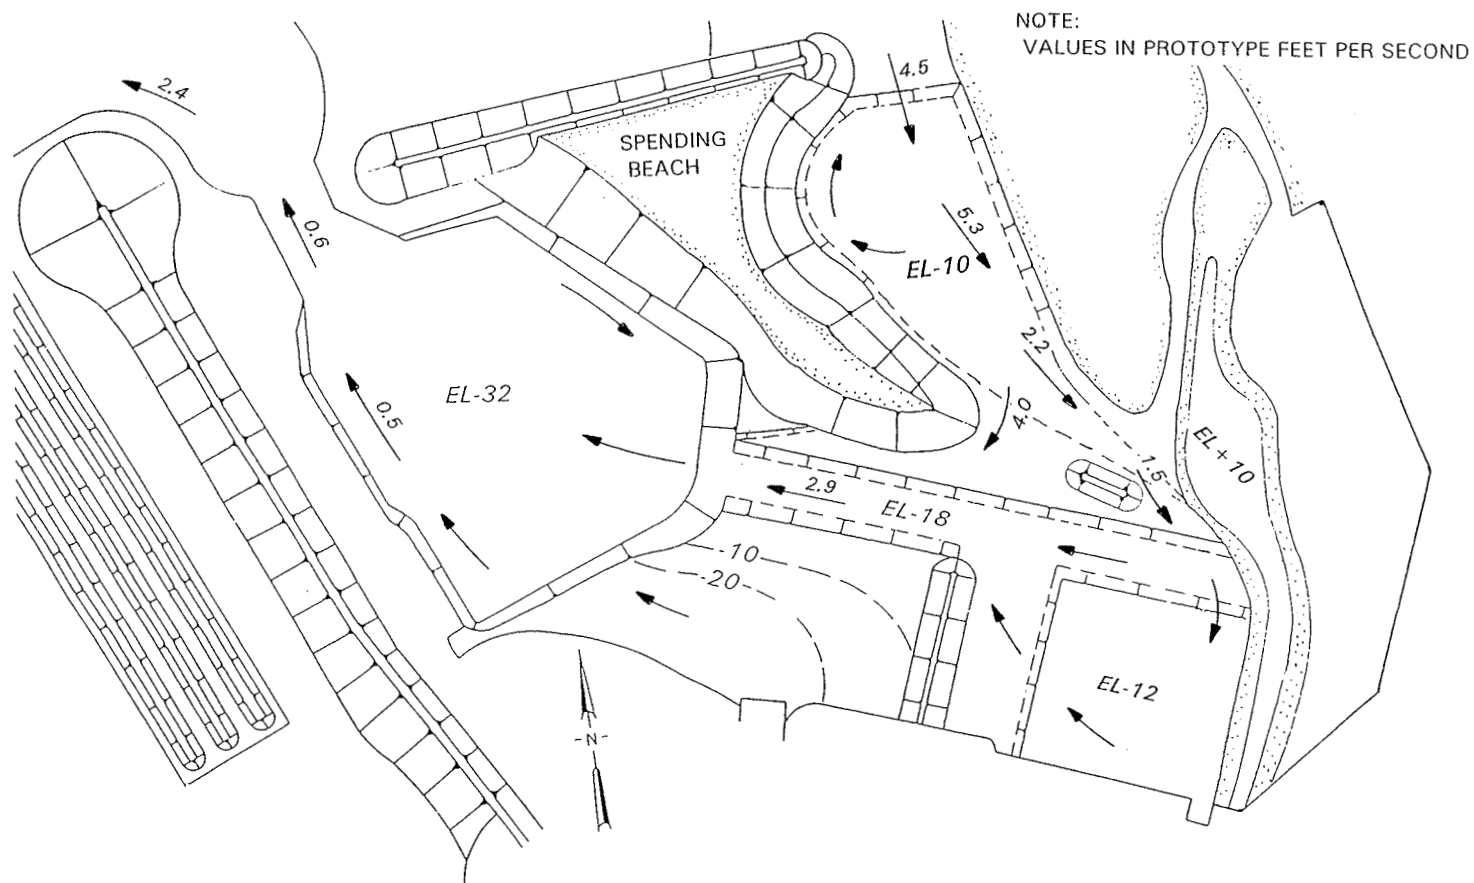 NOTE:
VALUES IN PROTOTYPE FEET PER SECOND
2.4
4.5
SPENDING
BEACH
0.6
5.3
EL-10
2.2
EL-32
0.5
4.0
EL+10
1.5
2.9
EL-18
-10
-20-
EL-12
-N-